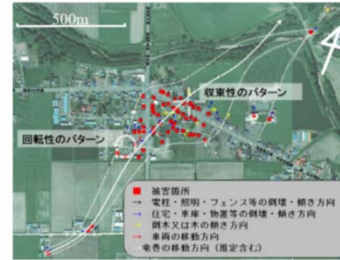 500m
収束性のパターン
回転性のパターン
被害箇所
電柱・照明・フェンス等の倒壊・傾き方向
住宅・車庫・物置等の倒壊・傾き方向
倒木又は木の傾き方向
車両の移動方向
竜巻の移動方向（推定含む）